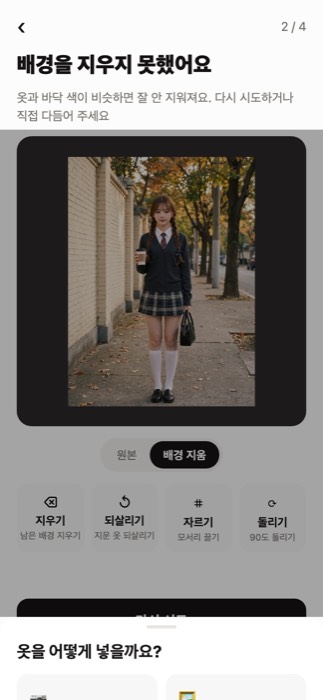 2 / 4
배경을 지우지 못했어요
옷과 바닥 색이 비슷하면 잘 안 지워져요. 다시 시도하거나
직접 다듬어 주세요
원본
배경 지움
지우기
되살리기
자르기
돌리기
남은 배경 지우기
지운 옷 되살리기
모서리 끌기
90도 돌리기
옷을 어떻게 넣을까요?